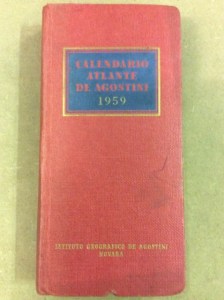 CALENDARIO
ATLANTE
DE AGOSTINI
1959
ISTITUTO GEOGRAFICO DE AGOSTINI
NOVARA